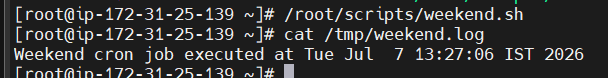 [root@ip-172-31-25-139 ~]# /root/scripts/weekend.sh
[root@ip-172-31-25-139 ~]# cat /tmp/weekend.log
Weekend cron job executed at Tue Jul  7 13:27:06 IST 2026
[root@ip-172-31-25-139 ~]#